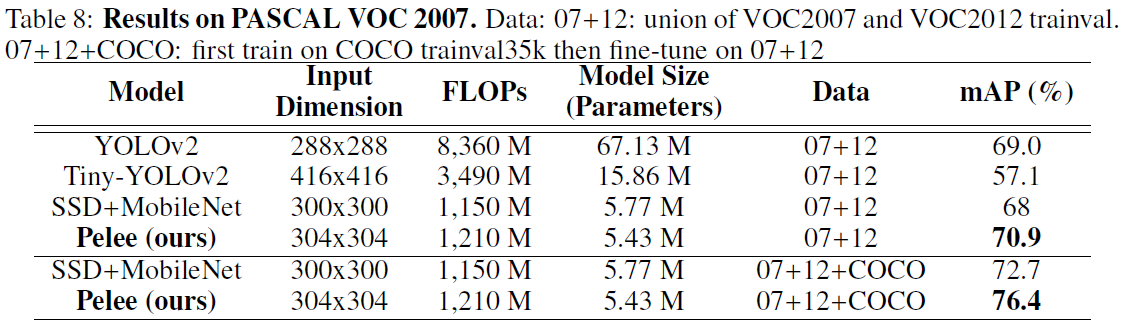 Table 8: Results on PASCAL VOC 2007. Data: 07+12: union of VOC2007 and VOC2012 trainval.
07+12+COCO: first train on COCO trainval35k then fine-tune on 07+12
Model Input Dimension FLOPs Model Size (Parameters) Data mAP (%)
YOLOv2 288x288 8,360 M 67.13 M 07+12 69.0
Tiny-YOLOv2 416x416 3,490 M 15.86 M 07+12 57.1
SSD+MobileNet 300x300 1,150 M 5.77 M 07+12 68
Pelee (ours) 304x304 1,210 M 5.43 M 07+12 70.9
SSD+MobileNet 300x300 1,150 M 5.77 M 07+12+COCO 72.7
Pelee (ours) 304x304 1,210 M 5.43 M 07+12+COCO 76.4